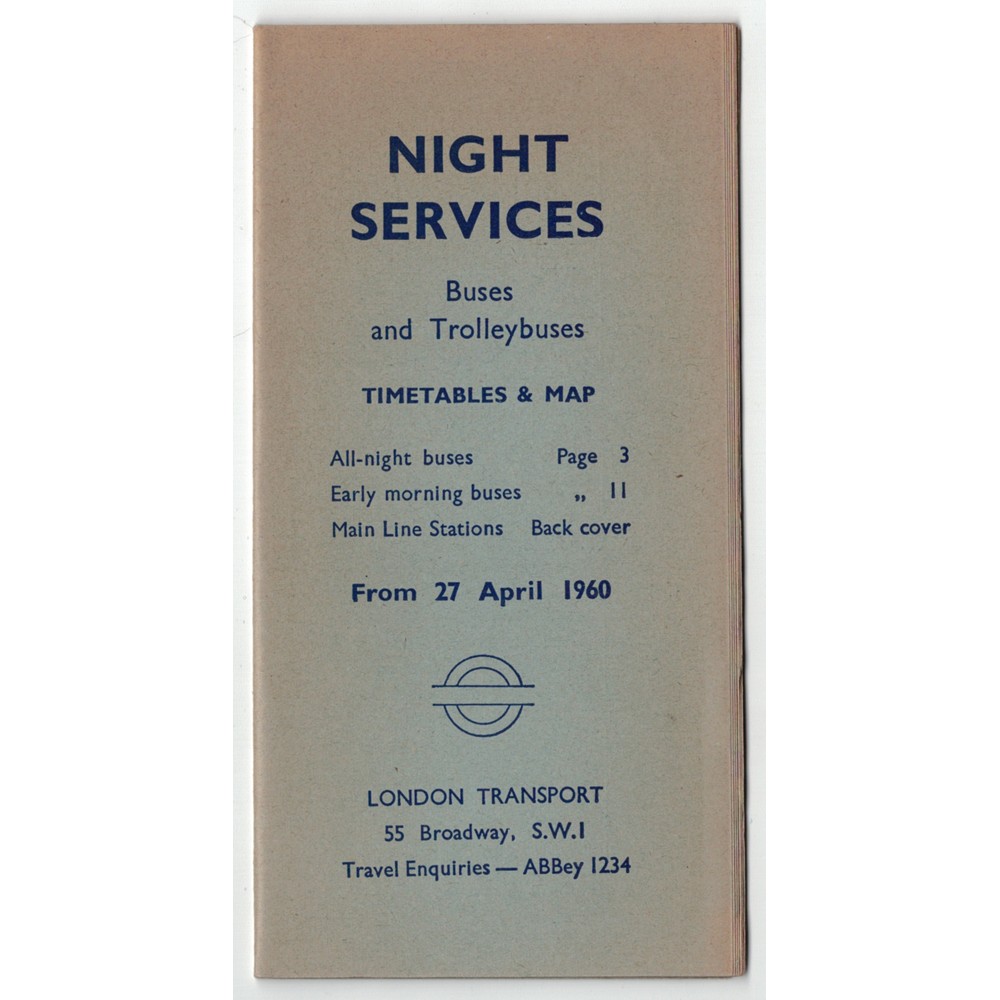 NIGHT
SERVICES
Buses
and Trolleybuses
TIMETABLES & MAP
All-night buses Page 3
Early morning buses „ 11
Main Line Stations Back cover
From 27 April 1960
LONDON TRANSPORT
55 Broadway, S.W.1
Travel Enquiries — ABBey 1234